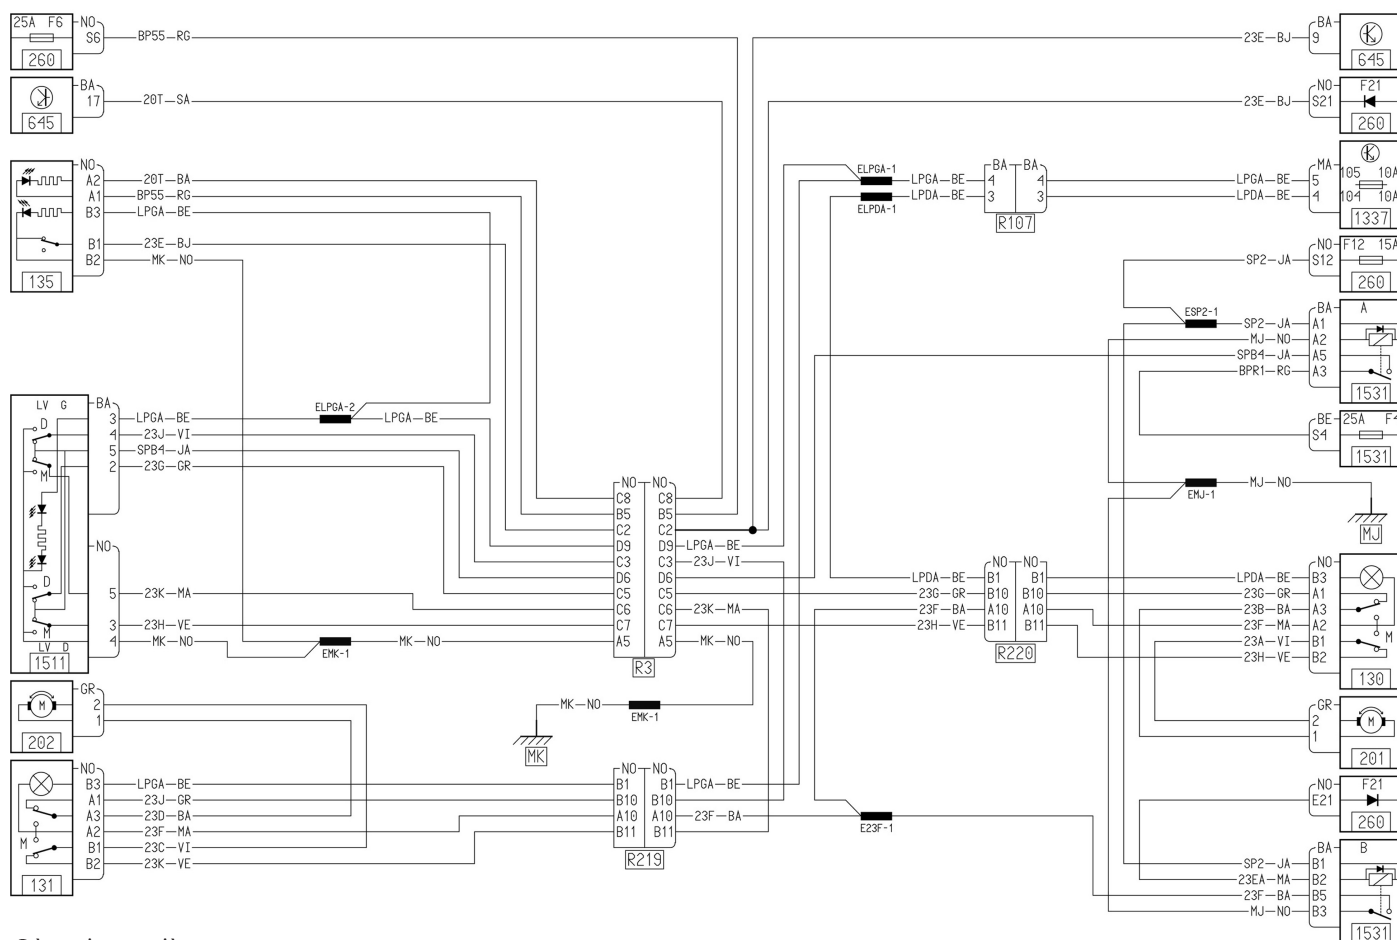 25A F6 NO
S6 BP55 RG
260
BA
17 20T SA
645
NO
A2 20T BA
A1 BP55 RG
B3 LPGA BE
B1 23E BJ
B2 MK NO
135
LV G BA
D 3 LPGA BE ELPGA-2 LPGA BE
4 23J VI
5 SPB4 JA
M 2 23G GR
NO
D 5 23K MA
3 23H VE
M 4 MK NO EMK-1 MK NO
LV D
1511
GR
M 2
1
202
NO
B3 LPGA BE
A1 23J GR
A3 23D BA
A2 23F MA
M B1 23C VI
B2 23K VE
131
NO NO
C8 C8
B5 B5
C2 C2
D9 D9 LPGA BE
C3 C3 23J VI
D6 D6
C5 C5
C6 C6 23K MA
C7 C7
A5 A5 MK NO
R3
MK NO EMK-1
MK
NO NO
B1 B1 LPGA BE
B10 B10
A10 A10 23F BA
B11 B11
R219
E23F-1
ELPGA-1 LPGA BE
ELPDA-1 LPDA BE
BA BA
4 4 LPGA BE
3 3 LPDA BE
R107
ESP2-1
EMJ-1 MJ NO
MJ
NO NO
LPDA BE B1 B1 LPDA BE
23G GR B10 B10 23G GR
23F BA A10 A10 23B BA
23H VE B11 B11 23F MA
R220
23A VI
23H VE
BA
23E BJ 9
645
NO F21
23E BJ S21
260
MA
5 105 10A
4 104 10A
1337
NO F12 15A
SP2 JA S12
260
BA A
SP2 JA A1
MJ NO A2
SPB4 JA A5
BPR1 RG A3
1531
BE 25A F4
S4
1531
NO
B3
A1
A3
A2
B1 M
B2
130
GR
2 M
1
201
NO F21
E21
260
BA B
SP2 JA B1
23EA MA B2
23F BA B5
MJ NO B3
1531